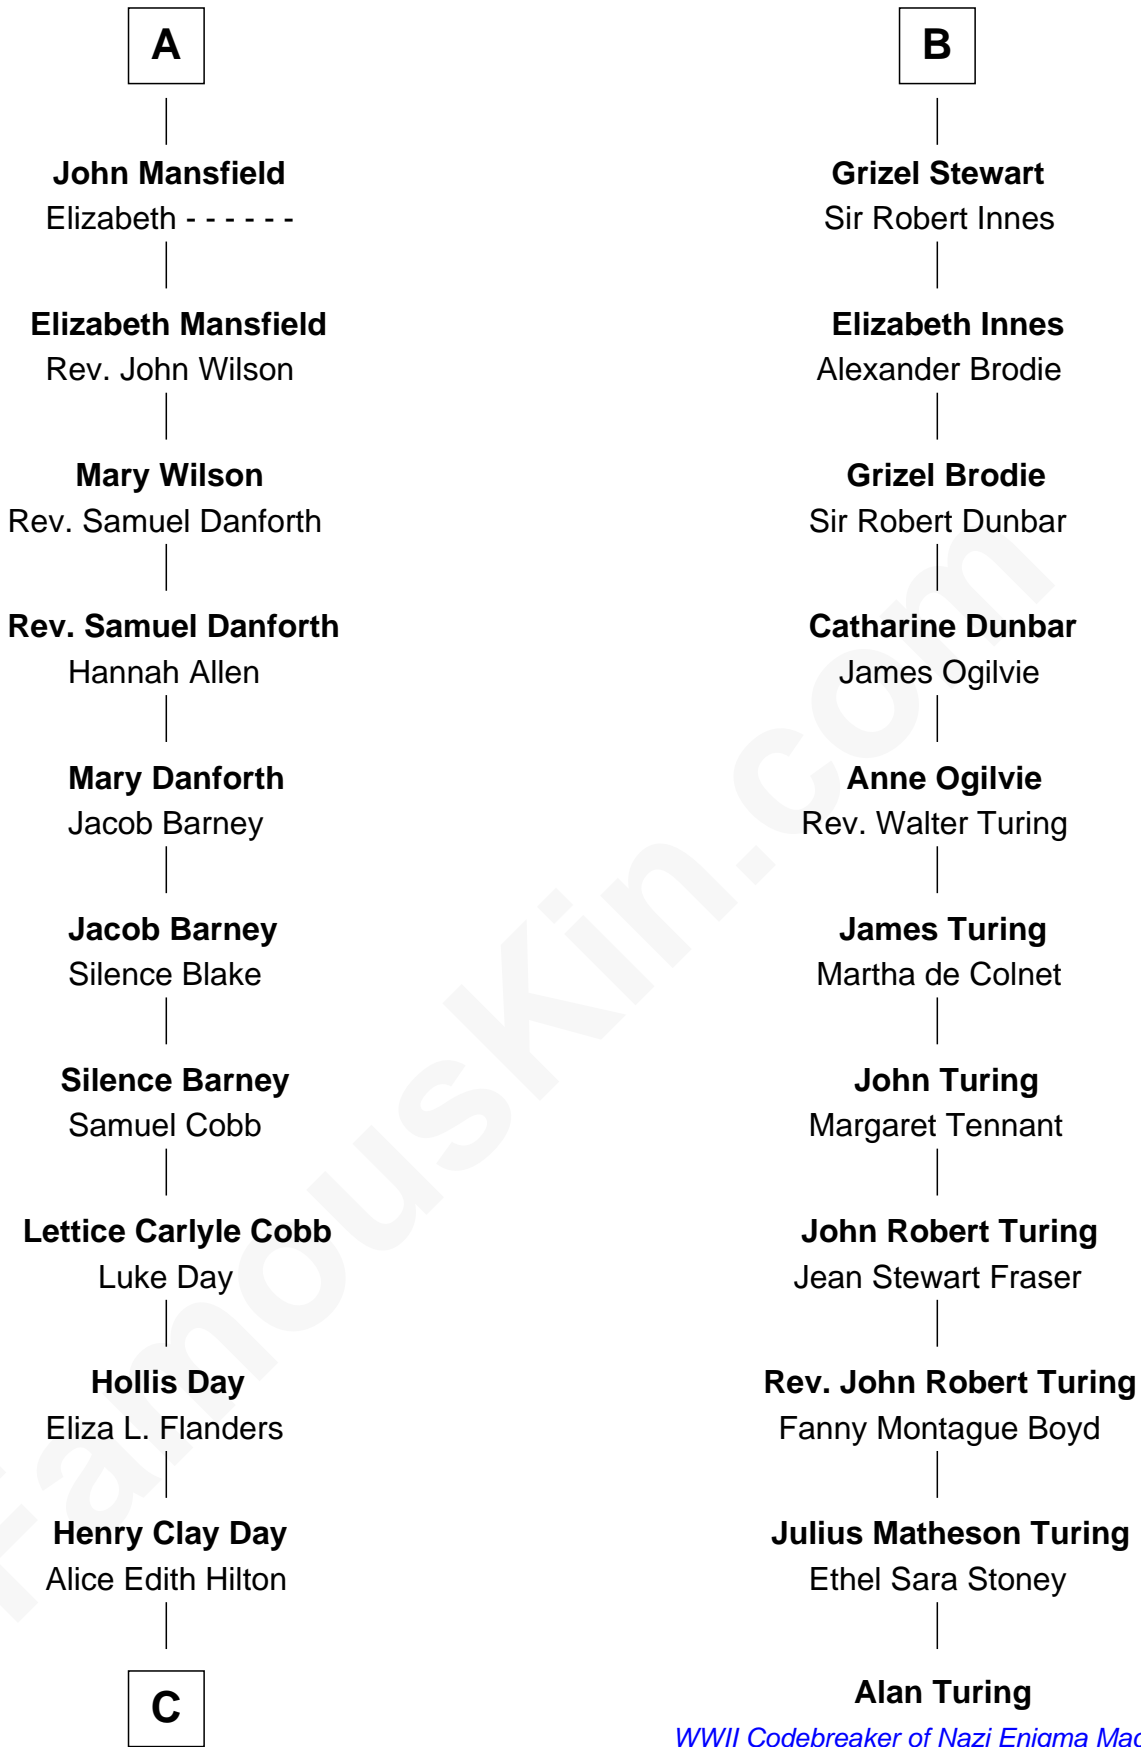 A
John Mansfield
Elizabeth - - - - - -
Elizabeth Mansfield
Rev. John Wilson
Mary Wilson
Rev. Samuel Danforth
Rev. Samuel Danforth
Hannah Allen
Mary Danforth
Jacob Barney
Jacob Barney
Silence Blake
Silence Barney
Samuel Cobb
Lettice Carlyle Cobb
Luke Day
Hollis Day
Eliza L. Flanders
Henry Clay Day
Alice Edith Hilton
C
B
Grizel Stewart
Sir Robert Innes
Elizabeth Innes
Alexander Brodie
Grizel Brodie
Sir Robert Dunbar
Catharine Dunbar
James Ogilvie
Anne Ogilvie
Rev. Walter Turing
James Turing
Martha de Colnet
John Turing
Margaret Tennant
John Robert Turing
Jean Stewart Fraser
Rev. John Robert Turing
Fanny Montague Boyd
Julius Matheson Turing
Ethel Sara Stoney
Alan Turing
WWII Codebreaker of Nazi Enigma
FamousKin.com